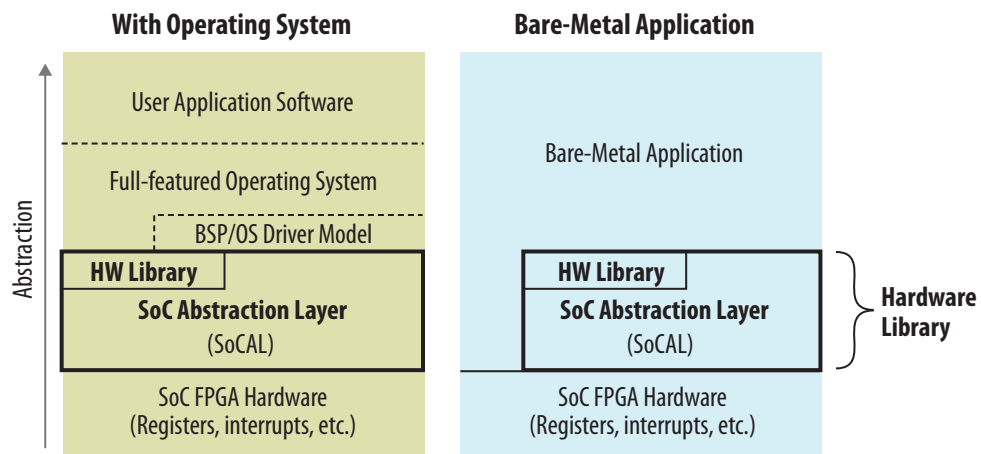 With Operating System
Bare-Metal Application
Abstraction
User Application Software
Full-featured Operating System
BSP/OS Driver Model
HW Library
SoC Abstraction Layer
(SoCAL)
SoC FPGA Hardware
(Registers, interrupts, etc.)
Bare-Metal Application
HW Library
SoC Abstraction Layer
(SoCAL)
SoC FPGA Hardware
(Registers, interrupts, etc.)
Hardware
Library